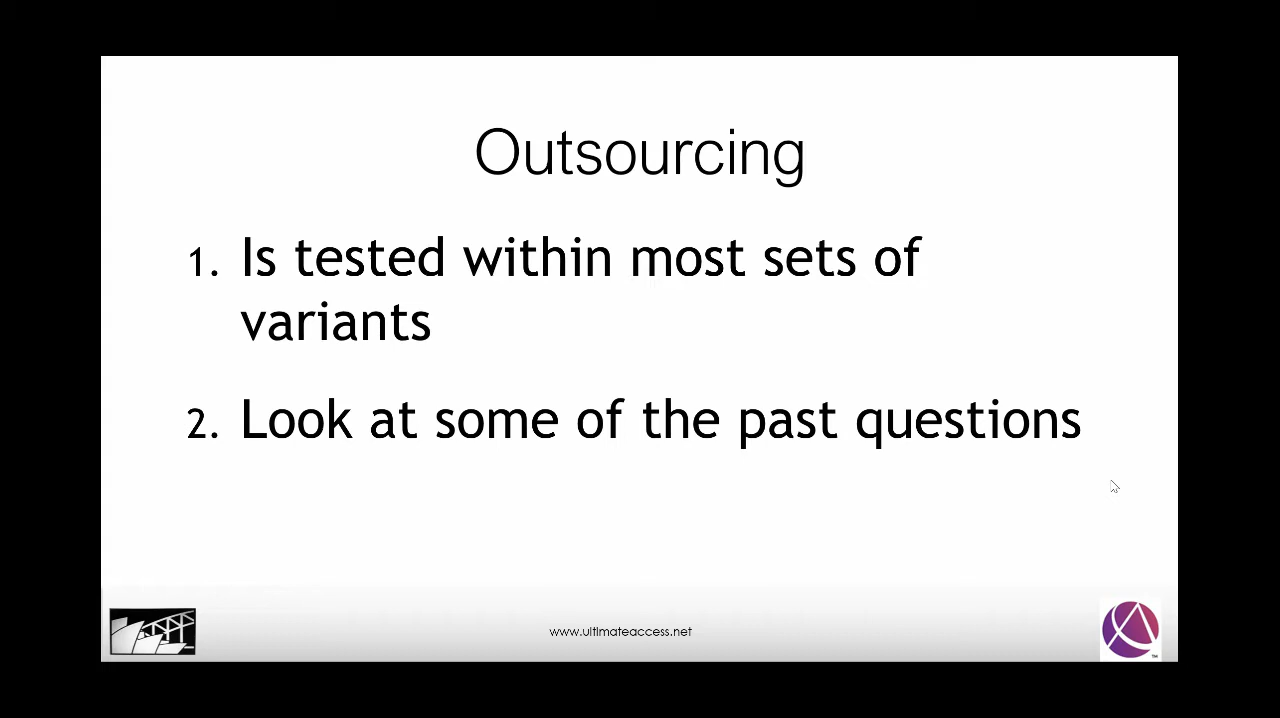 Outsourcing
1. Is tested within most sets of
variants
2. Look at some of the past questions
www.ultimateaccess.net
TM